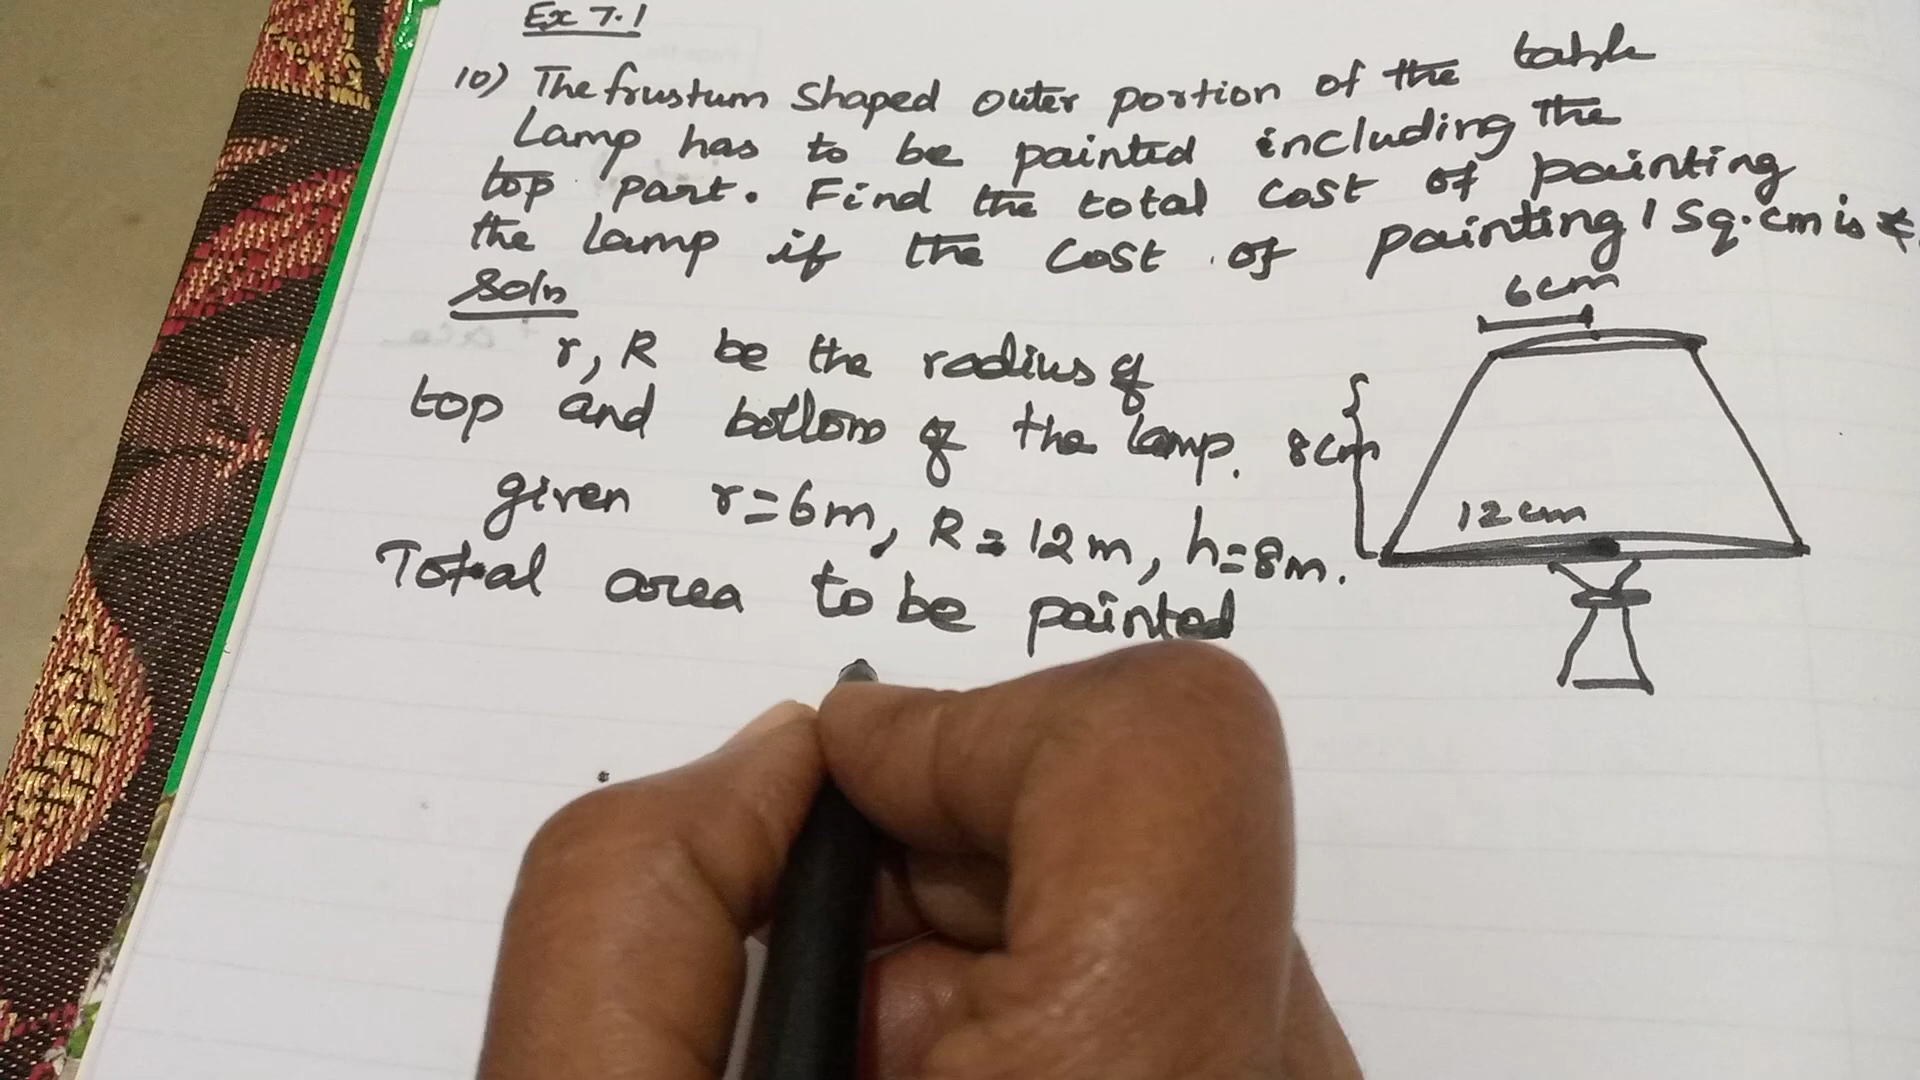 Ex 7.1
10) The frustum shaped outer portion of the table
Lamp has to be painted including the
top part. Find the total cost of painting
the lamp if the cost of painting 1 Sq.cm is
Soln
6cm
r, R be the radius of
top and bottom of the lamp.
8cm
given r=6m, R=12m, h=8m.
12cm
Total area to be painted